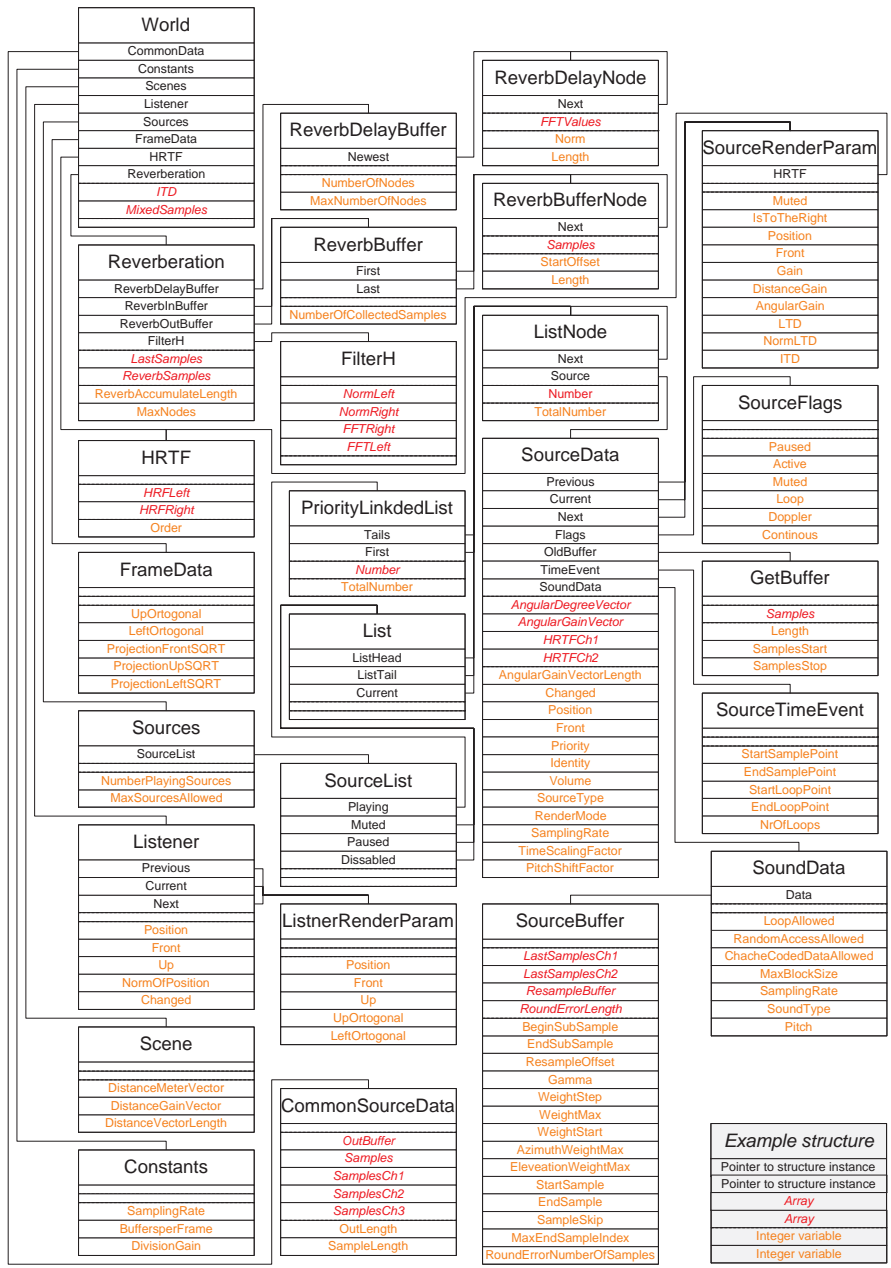 World
CommonData
Constants
Scenes
Listener
Sources
FrameData
HRTF
Reverberation
ITD
MixedSamples
Reverberation
ReverbDelayBuffer
ReverbInBuffer
ReverbOutBuffer
FilterH
LastSamples
ReverbSamples
ReverbAccumulateLength
MaxNodes
HRTF
HRFLeft
HRFRight
Order
FrameData
UpOrtogonal
LeftOrtogonal
ProjectionFrontSQRT
ProjectionUpSQRT
ProjectionLeftSQRT
Sources
SourceList
NumberPlayingSources
MaxSourcesAllowed
Listener
Previous
Current
Next
Position
Front
Up
NormOfPosition
Changed
Scene
DistanceMeterVector
DistanceGainVector
DistanceVectorLength
Constants
SamplingRate
BuffersperFrame
DivisionGain
ReverbDelayBuffer
Newest
NumberOfNodes
MaxNumberOfNodes
ReverbBuffer
First
Last
NumberOfCollectedSamples
FilterH
NormLeft
NormRight
FFTRight
FFTLeft
PriorityLinkdedList
Tails
First
Number
TotalNumber
List
ListHead
ListTail
Current
SourceList
Playing
Muted
Paused
Dissabled
ListnerRenderParam
Position
Front
Up
UpOrtogonal
LeftOrtogonal
CommonSourceData
OutBuffer
Samples
SamplesCh1
SamplesCh2
SamplesCh3
OutLength
SampleLength
ReverbDelayNode
Next
FFTValues
Norm
Length
ReverbBufferNode
Next
Samples
StartOffset
Length
ListNode
Next
Source
Number
TotalNumber
SourceData
Previous
Current
Next
Flags
OldBuffer
TimeEvent
SoundData
AngularDegreeVector
AngularGainVector
HRTFCh1
HRTFCh2
AngularGainVectorLength
Changed
Position
Front
Priority
Identity
Volume
SourceType
RenderMode
SamplingRate
TimeScalingFactor
PitchShiftFactor
SourceBuffer
LastSamplesCh1
LastSamplesCh2
ResampleBuffer
RoundErrorLength
BeginSubSample
EndSubSample
ResampleOffset
Gamma
WeightStep
WeightMax
WeightStart
AzimuthWeightMax
EleveationWeightMax
StartSample
EndSample
SampleSkip
MaxEndSampleIndex
RoundErrorNumberOfSamples
SourceRenderParam
HRTF
Muted
IsToTheRight
Position
Front
Gain
DistanceGain
AngularGain
LTD
NormLTD
ITD
SourceFlags
Paused
Active
Muted
Loop
Doppler
Continous
GetBuffer
Samples
Length
SamplesStart
SamplesStop
SourceTimeEvent
StartSamplePoint
EndSamplePoint
StartLoopPoint
EndLoopPoint
NrOfLoops
SoundData
Data
LoopAllowed
RandomAccessAllowed
ChacheCodedDataAllowed
MaxBlockSize
SamplingRate
SoundType
Pitch
Example structure
Pointer to structure instance
Pointer to structure instance
Array
Array
Integer variable
Integer variable